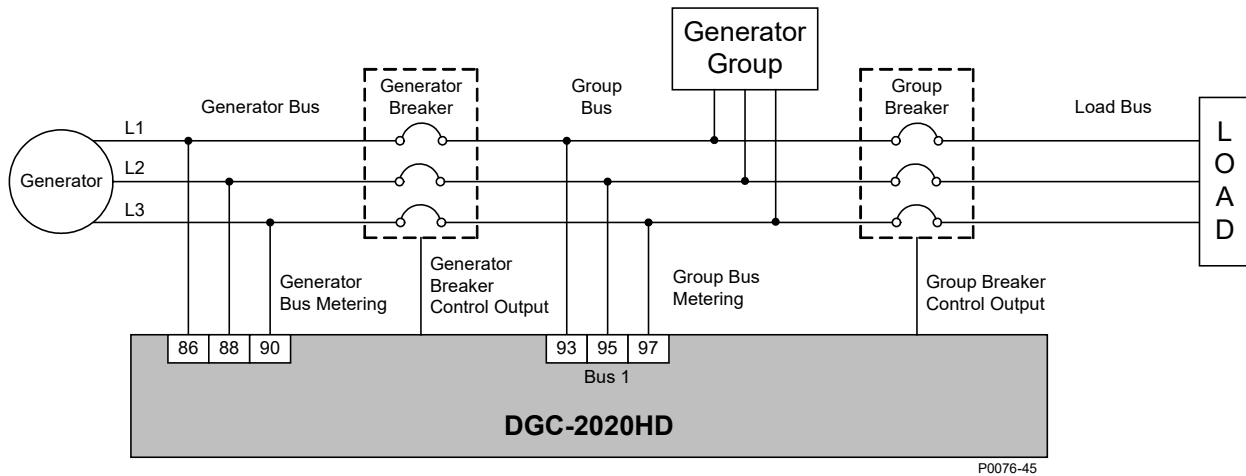 Generator
Group
Generator
Breaker
Group
Bus
Group
Breaker
Generator Bus
Load Bus
L1
L2
L3
Generator
L
O
A
D
Generator
Bus Metering
Generator
Breaker
Control Output
Group Bus
Metering
Group Breaker
Control Output
86 88 90
93 95 97
Bus 1
DGC-2020HD
P0076-45